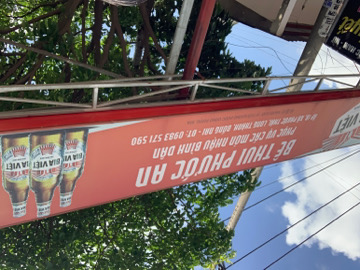 BÊ THUI PHƯỚC AN
PHỤC VỤ CÁC MÓN NHẬU BÌNH DÂN
LONG THÀNH, ĐỒNG NAI - ĐT: 0983 571 590
BIA VIỆT
BIA VIỆT
BIA VIỆT